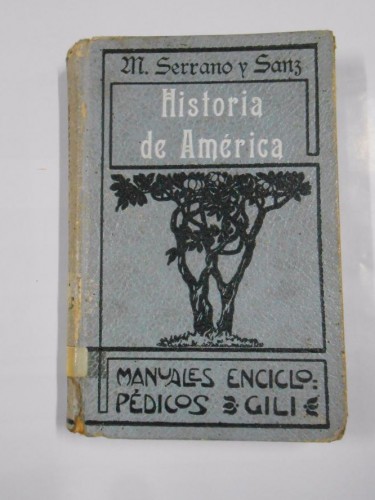 M. Serrano y Sanz
Historia
de América
MANUALES ENCICLO-
PÉDICOS GILI